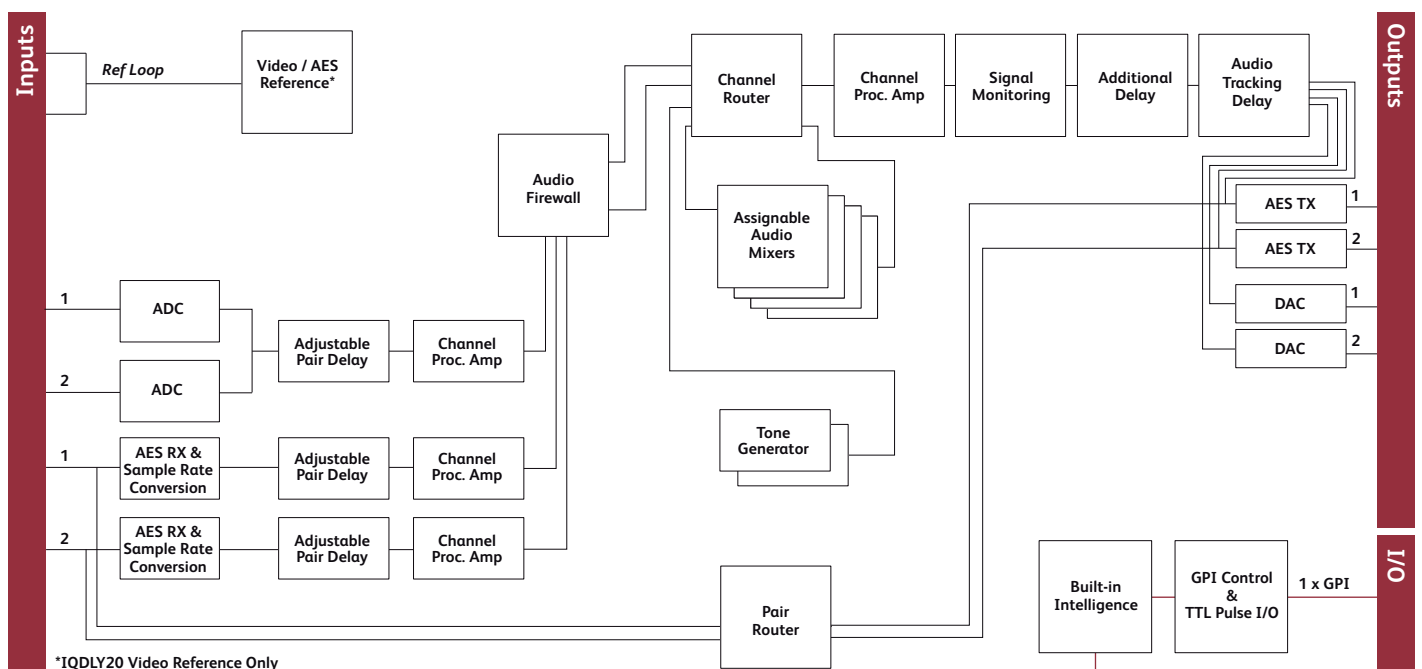 Inputs
Ref Loop
Video / AES
Reference*
Channel
Router
Channel
Proc. Amp
Signal
Monitoring
Additional
Delay
Audio
Tracking
Delay
Outputs
Audio
Firewall
Assignable
Audio
Mixers
AES TX
1
AES TX
2
DAC
1
DAC
2
1
ADC
Adjustable
Pair Delay
Channel
Proc. Amp
2
ADC
1
AES RX &
Sample Rate
Conversion
Adjustable
Pair Delay
Channel
Proc. Amp
Tone
Generator
2
AES RX &
Sample Rate
Conversion
Adjustable
Pair Delay
Channel
Proc. Amp
Pair
Router
Built-in
Intelligence
GPI Control
&
TTL Pulse I/O
1 x GPI
I/O
*IQDLY20 Video Reference Only